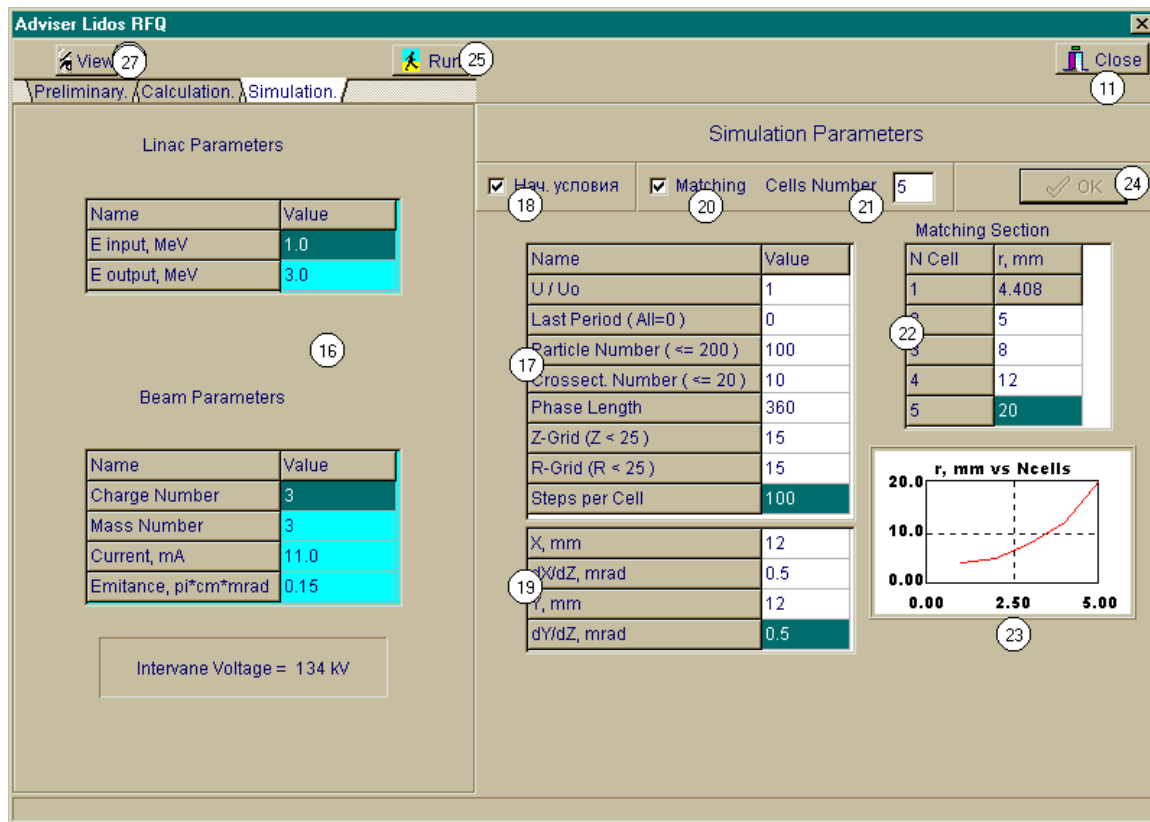 Adviser Lidos RFQ
View 27 Run 25 Close 11
Preliminary. Calculation. Simulation.
Linac Parameters
Name Value
E input, MeV 1.0
E output, MeV 3.0
16
Beam Parameters
Name Value
Charge Number 3
Mass Number 3
Current, mA 11.0
Emitance, pi*cm*mrad 0.15
Intervane Voltage = 134 kV
Simulation Parameters
Нач. условия 18 Matching 20 Cells Number 21 5 OK 24
Name Value
U / Uo 1
Last Period ( All=0 ) 0
Particle Number ( <= 200 ) 100
17
Crossect. Number ( <= 20 ) 10
Phase Length 360
Z-Grid (Z < 25 ) 15
R-Grid (R < 25 ) 15
Steps per Cell 100
X, mm 12
dX/dZ, mrad 0.5
19
Y, mm 12
dY/dZ, mrad 0.5
Matching Section
N Cell r, mm
1 4.408
2 5
22
3 8
4 12
5 20
r, mm vs Ncells
20.0
10.0
0.00
0.00 2.50 5.00
23